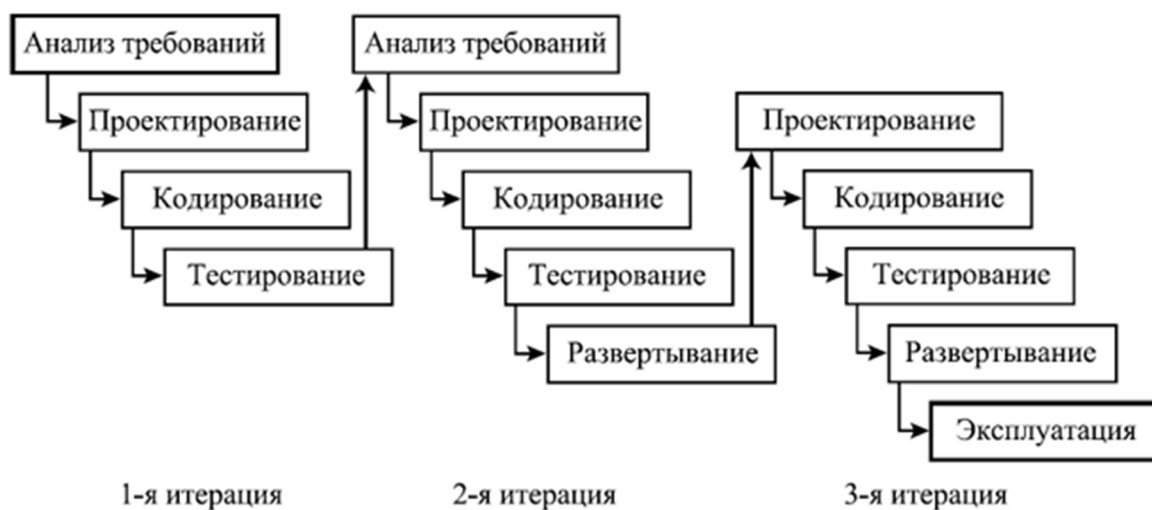 Анализ требований
Проектирование
Кодирование
Тестирование
1-я итерация
Анализ требований
Проектирование
Кодирование
Тестирование
Развертывание
2-я итерация
Проектирование
Кодирование
Тестирование
Развертывание
Эксплуатация
3-я итерация